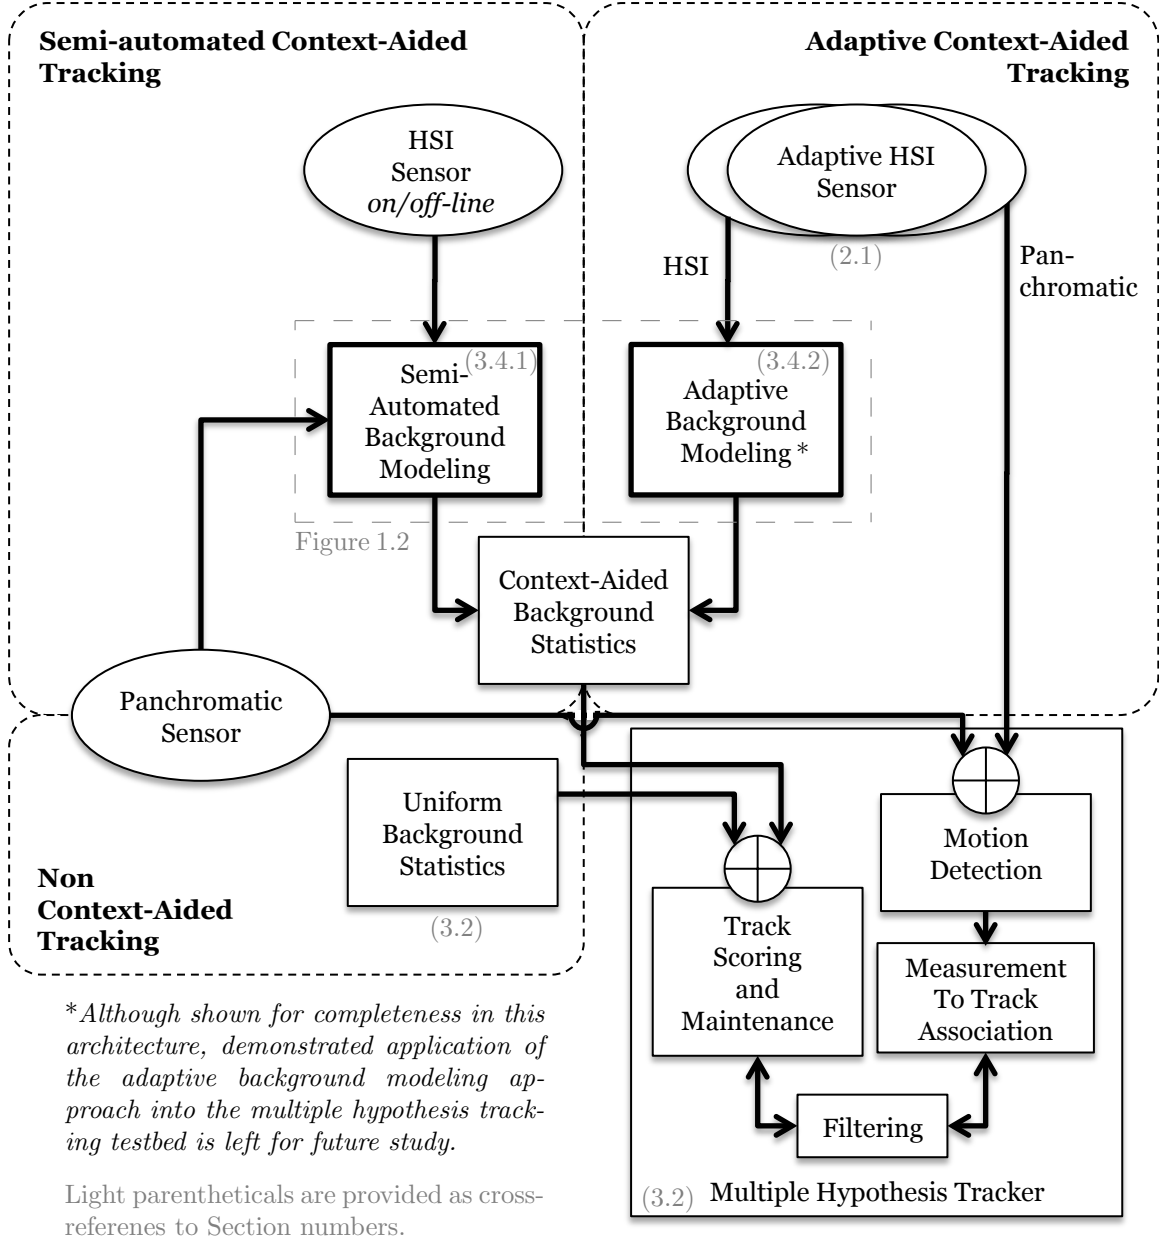 Semi-automated Context-Aided
Tracking
Adaptive Context-Aided
Tracking
HSI
Sensor
on/off-line
Adaptive HSI
Sensor
(2.1)
HSI
Pan-
chromatic
(3.4.1)
Semi-
Automated
Background
Modeling
(3.4.2)
Adaptive
Background
Modeling *
Figure 1.2
Context-Aided
Background
Statistics
Panchromatic
Sensor
Uniform
Background
Statistics
(3.2)
Non
Context-Aided
Tracking
Motion
Detection
Track
Scoring
and
Maintenance
Measurement
To Track
Association
Filtering
(3.2) Multiple Hypothesis Tracker
*Although shown for completeness in this
architecture, demonstrated application of
the adaptive background modeling ap-
proach into the multiple hypothesis track-
ing testbed is left for future study.
Light parentheticals are provided as cross-
referenes to Section numbers.